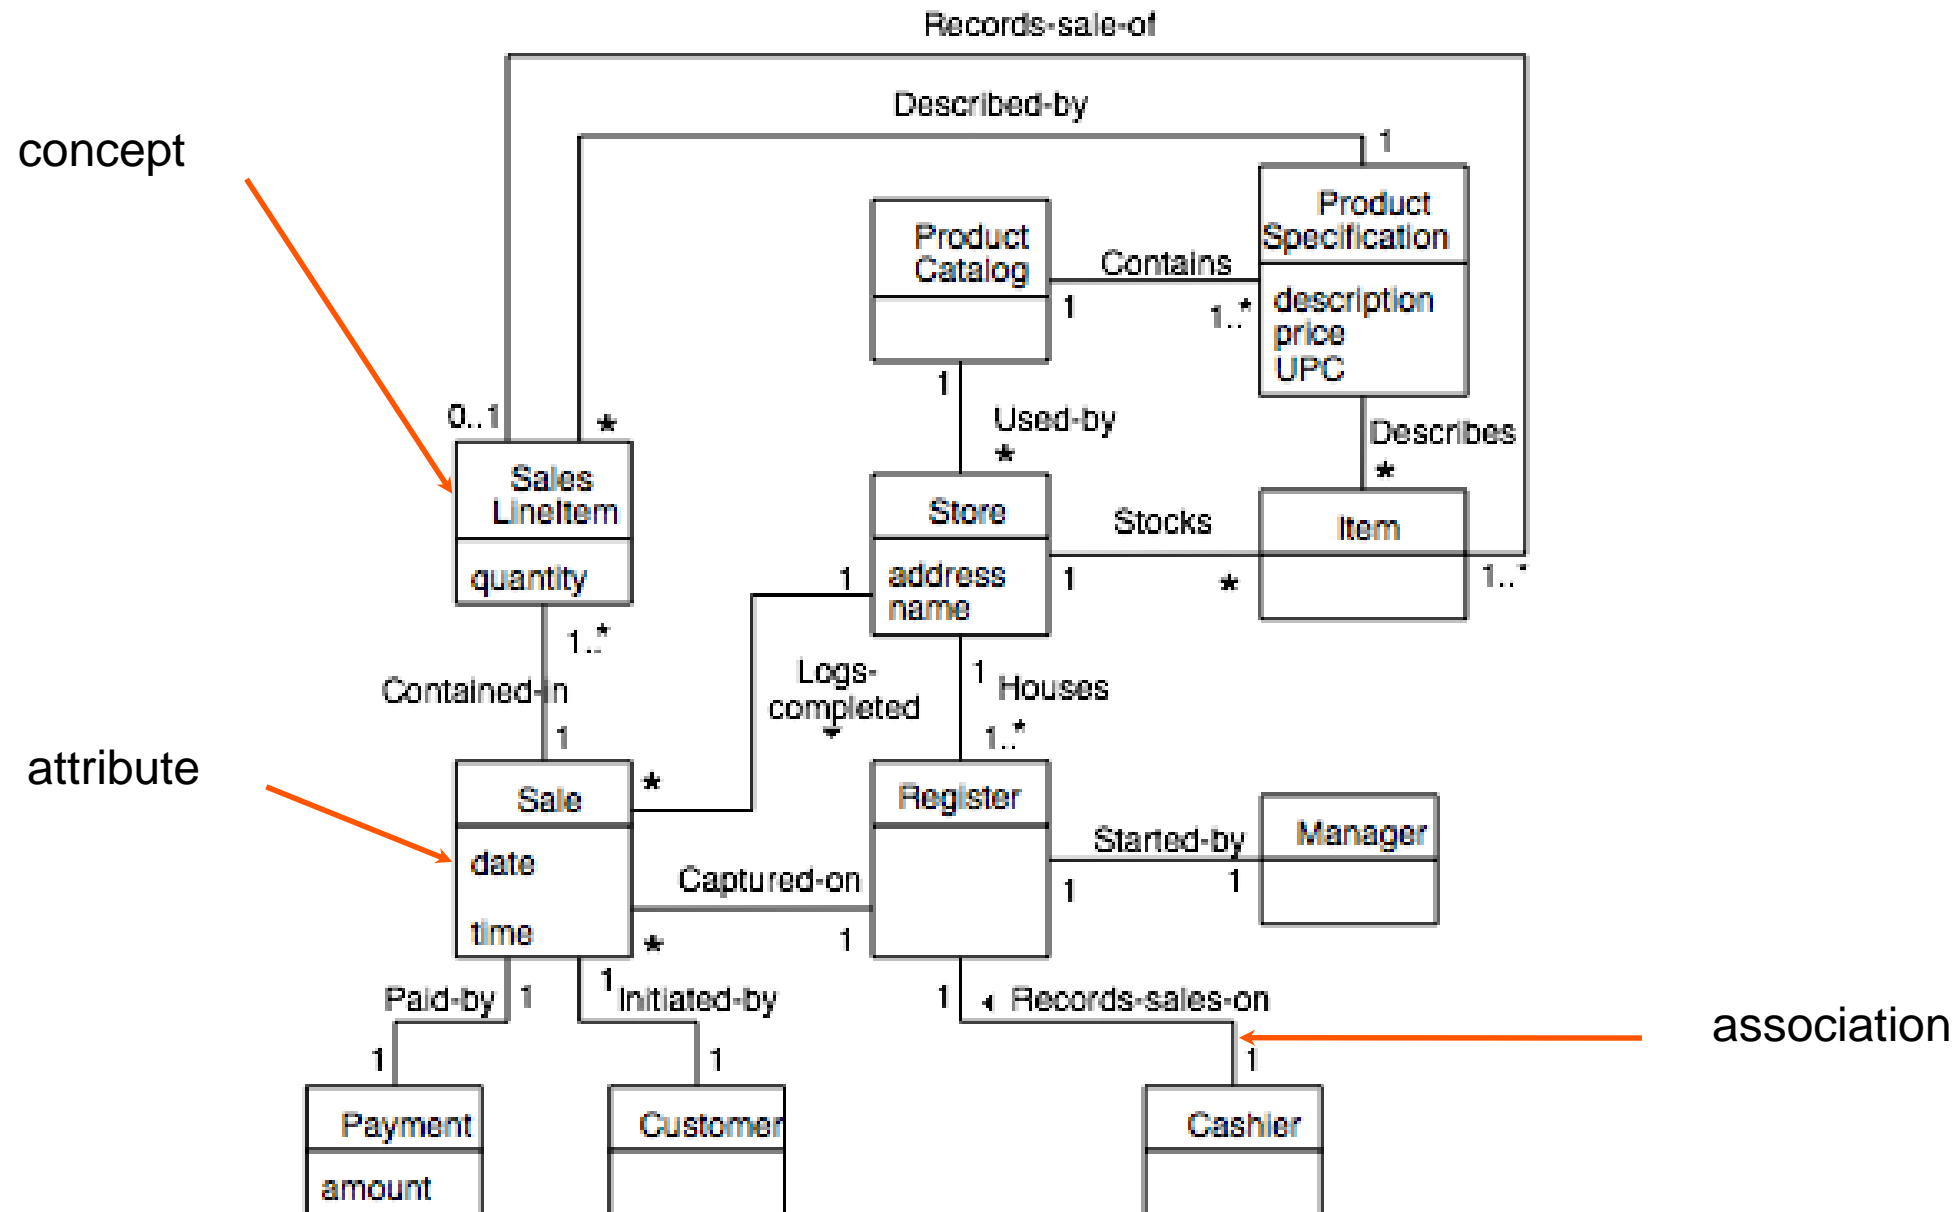 Records-sale-of
Described-by
concept
1
Product
Specification
Product
Catalog
Contains
1
1..*
description
price
UPC
1
0..1
*
Used-by
*
Describes
*
Sales
LineItem
Store
Stocks
Item
quantity
1
address
name
1
*
1..*
1..*
Contained-in
Logs-
completed
1
Houses
1
1..*
attribute
Sale
*
Register
Started-by
Manager
date
Captured-on
1
1
time
*
1
Paid-by
1
1
Initiated-by
1
Records-sales-on
association
1
1
1
Payment
Customer
Cashier
amount